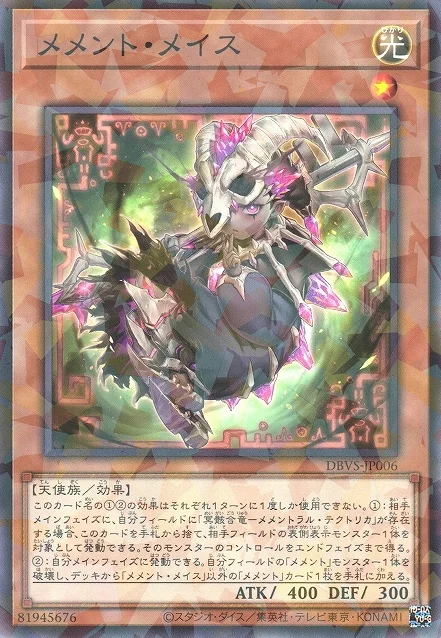 メメント・メイス
光
DBVS-JP006
【天使族/効果】
このカード名の①②の効果はそれぞれ1ターンに1度しか使用できない。①:相手
メインフェイズに、自分フィールドに「冥骸合竜-メメントラル・テクトリカ」が存在
する場合、このカードを手札から捨て、相手フィールドの表側表示モンスター1体を
対象として発動できる。そのモンスターのコントロールをエンドフェイズまで得る。
②:自分メインフェイズに発動できる。自分フィールドの「メメント」モンスター1体を
破壊し、デッキから「メメント・メイス」以外の「メメント」カード1枚を手札に加える。
ATK/ 400 DEF/ 300
81945676 ©スタジオ・ダイス/集英社・テレビ東京・KONAMI